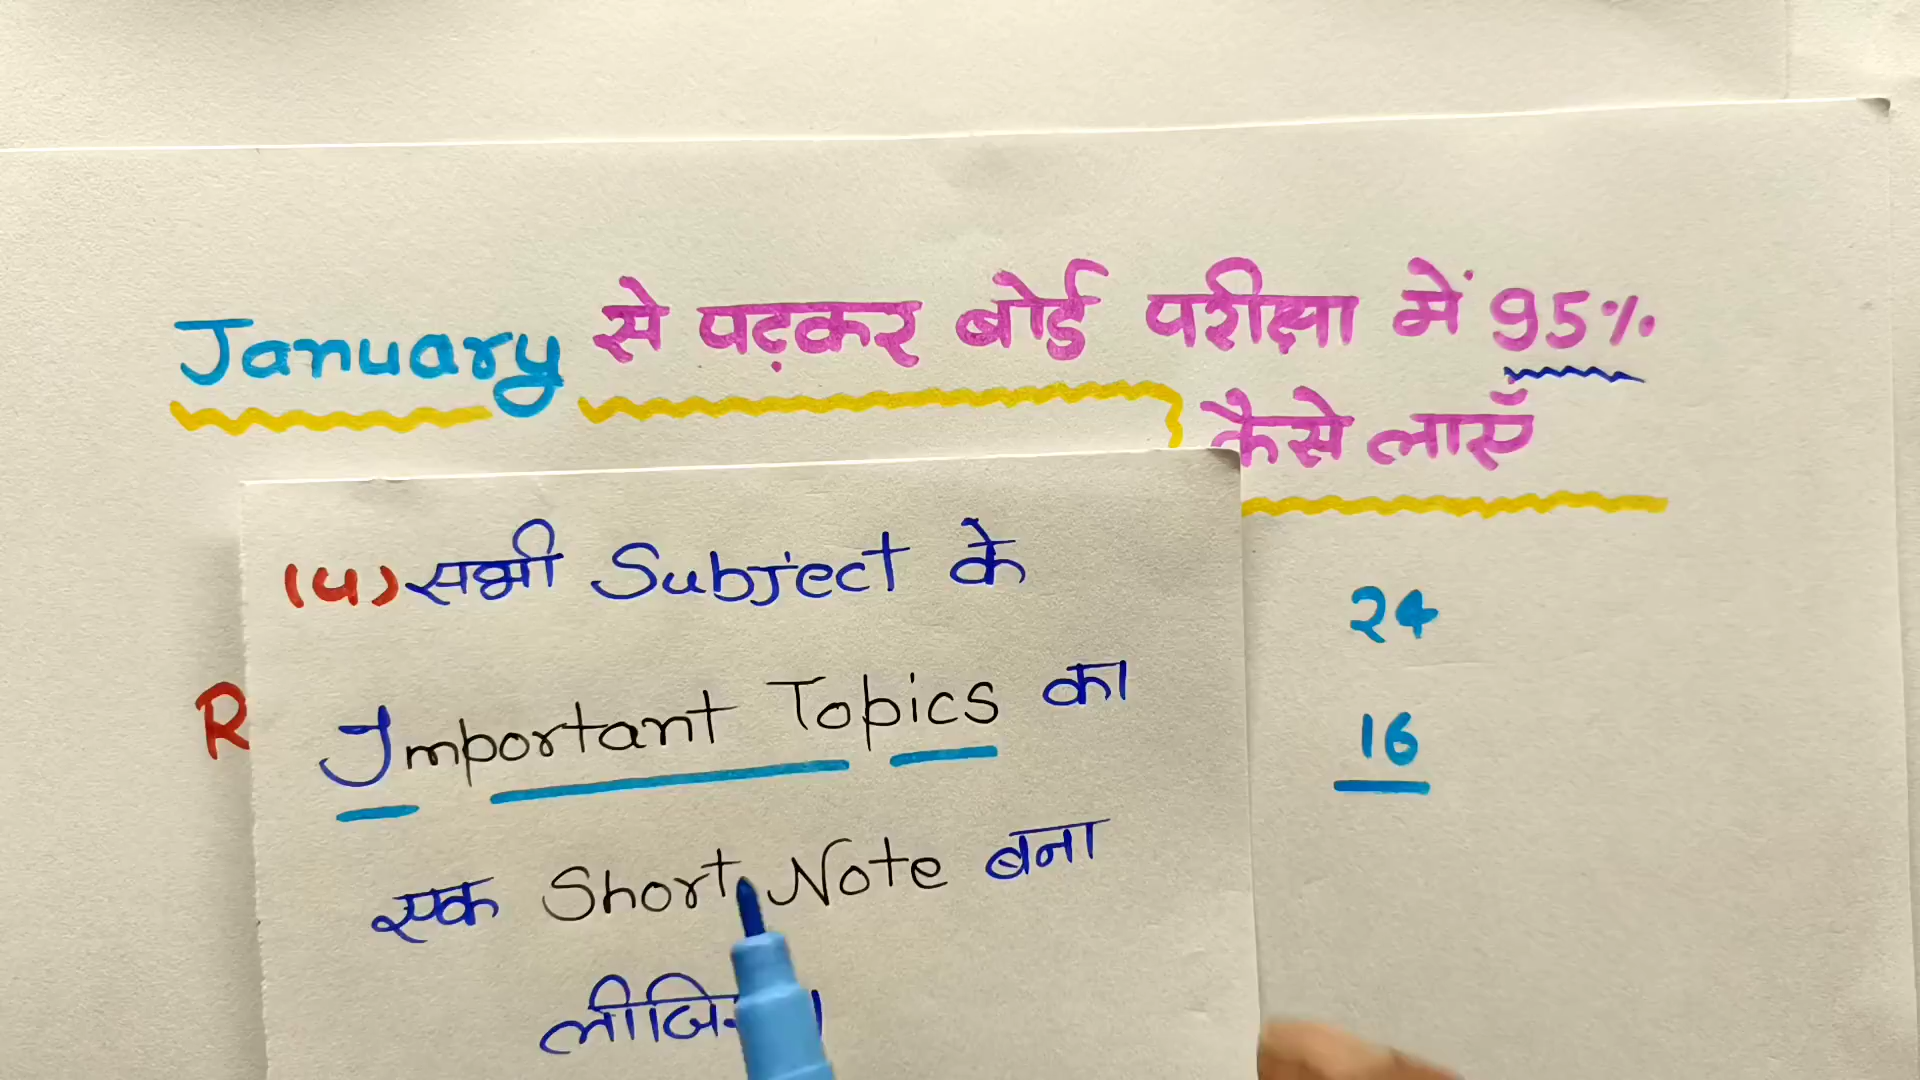 January से पढ़कर बोर्ड परीक्षा में 95%
कैसे लाएँ
(4) सभी Subject के
Important Topics का
एक Short Note बना
24
16
R